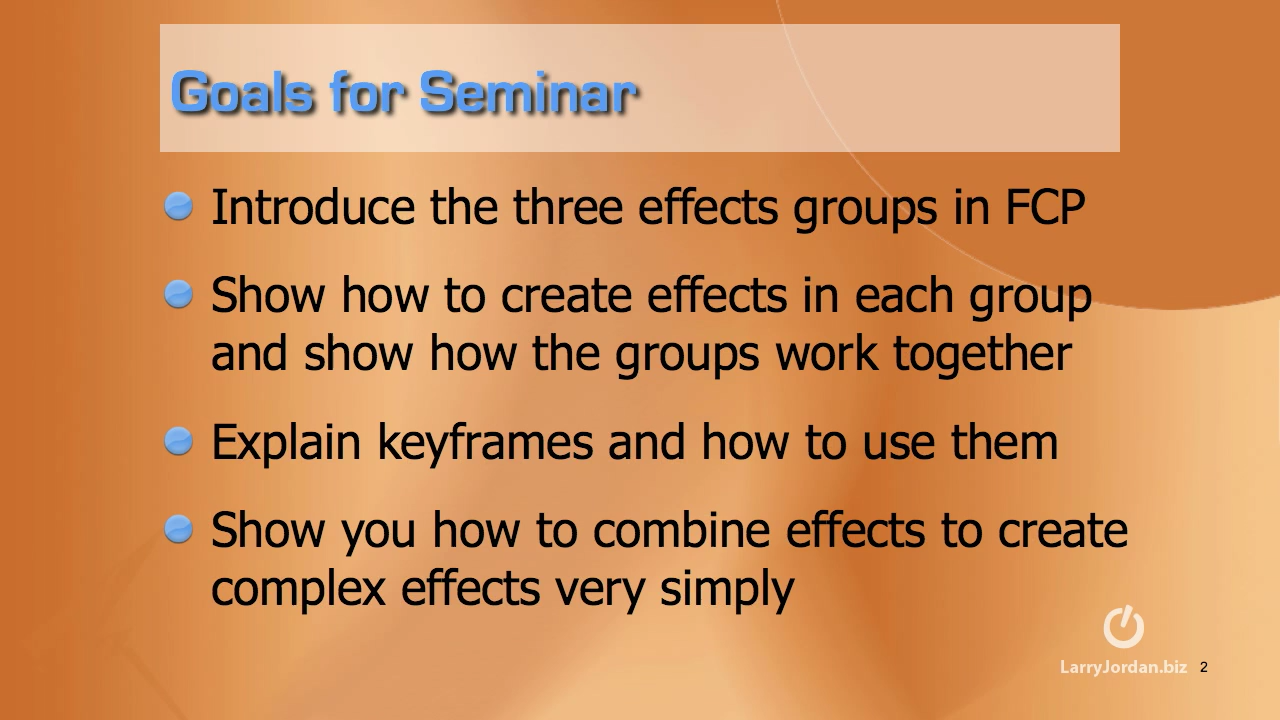 Goals for Seminar
Introduce the three effects groups in FCP
Show how to create effects in each group
and show how the groups work together
Explain keyframes and how to use them
Show you how to combine effects to create
complex effects very simply
LarryJordan.biz 2